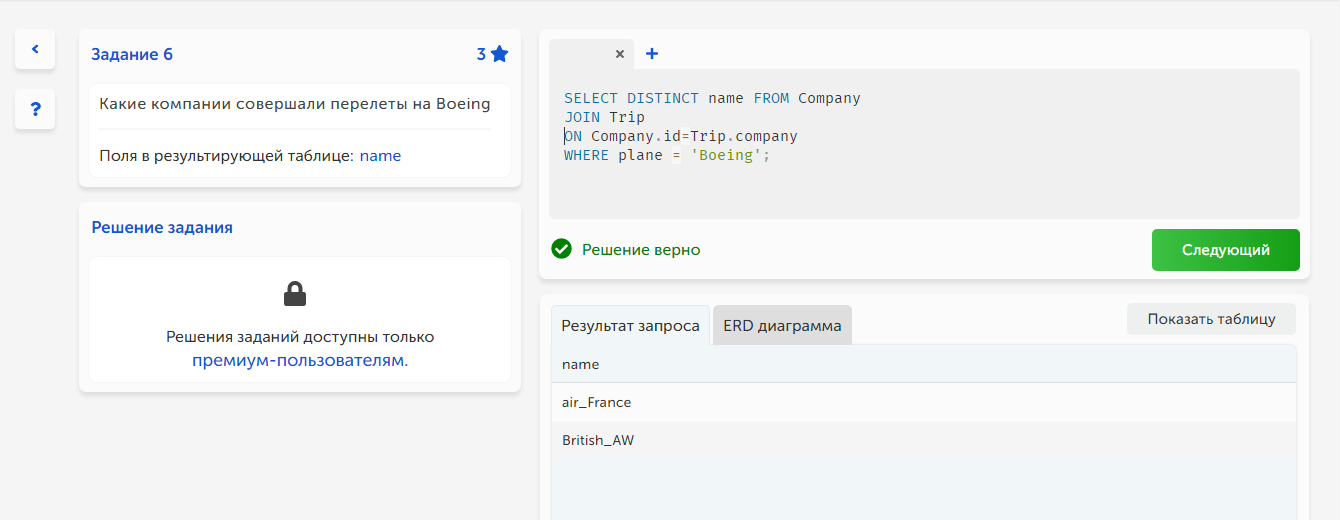 Задание 6
3
Какие компании совершали перелеты на Boeing
Поля в результирующей таблице: name
Решение задания
Решения заданий доступны только
премиум-пользователям.
SELECT DISTINCT name FROM Company
JOIN Trip
ON Company.id=Trip.company
WHERE plane = 'Boeing';
Решение верно
Следующий
Результат запроса
ERD диаграмма
Показать таблицу
name
air_France
British_AW